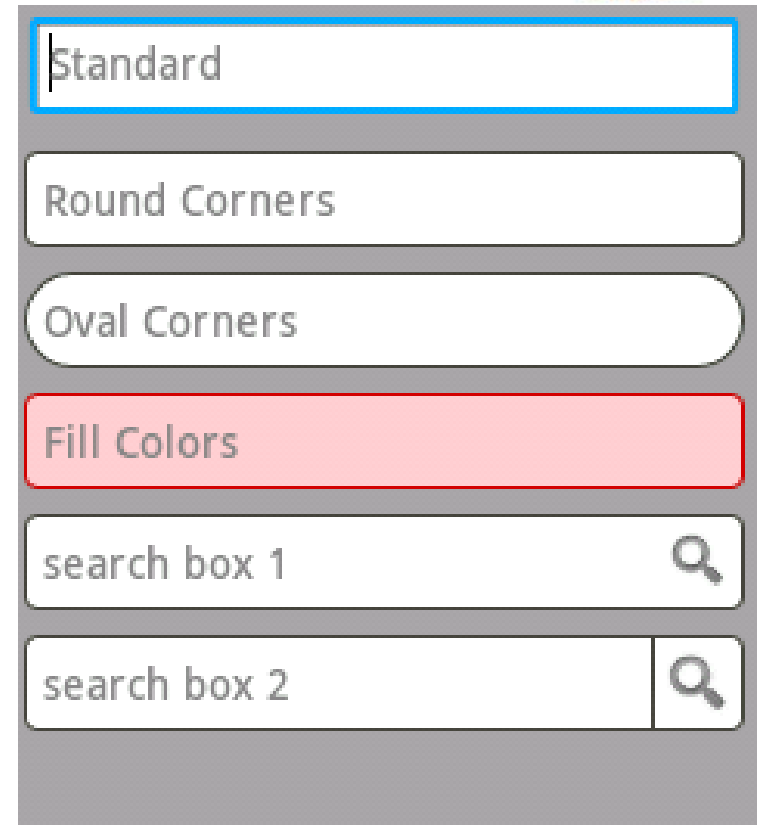 Standard
Round Corners
Oval Corners
Fill Colors
search box 1
search box 2